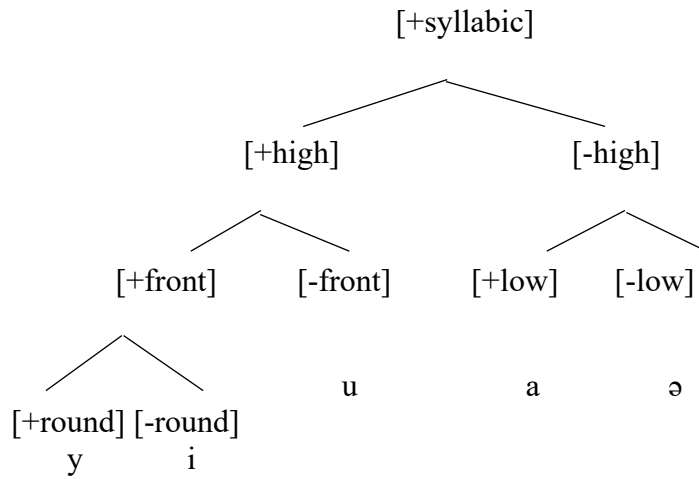 [+syllabic]
[+high] [-high]
[+front] [-front] [+low] [-low]
u a ə
[+round] [-round]
y i